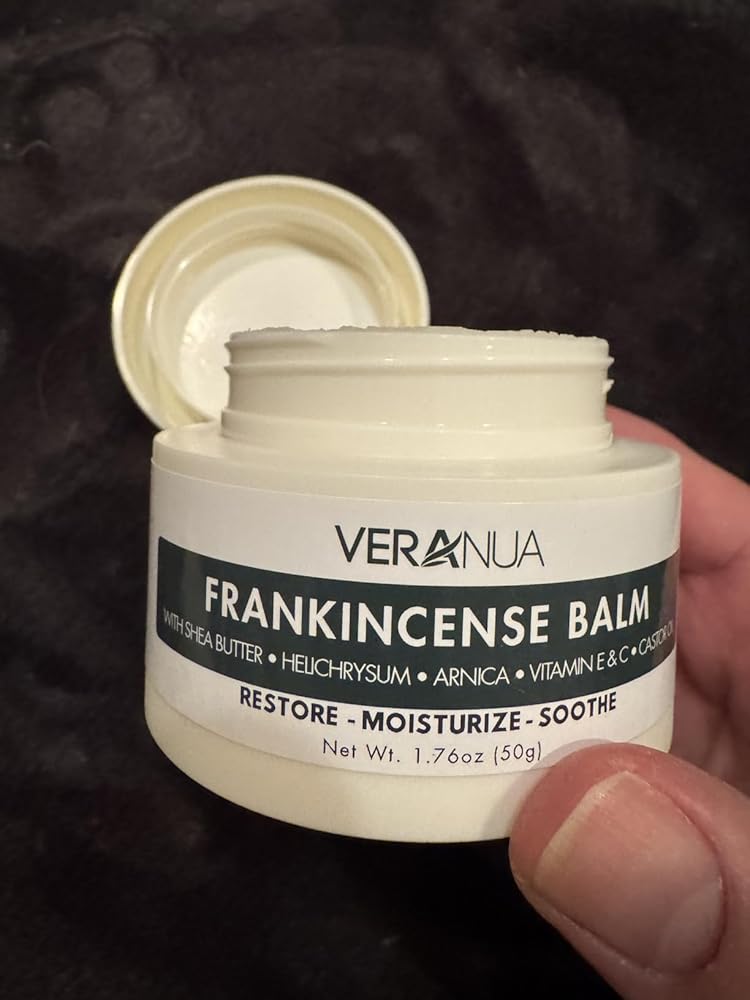 VERANUA
FRANKINCENSE BALM
WITH SHEA BUTTER • HELICHRYSUM • ARNICA • VITAMIN E & C • CASTOR OIL
RESTORE - MOISTURIZE - SOOTHE
Net Wt. 1.76oz (50g)